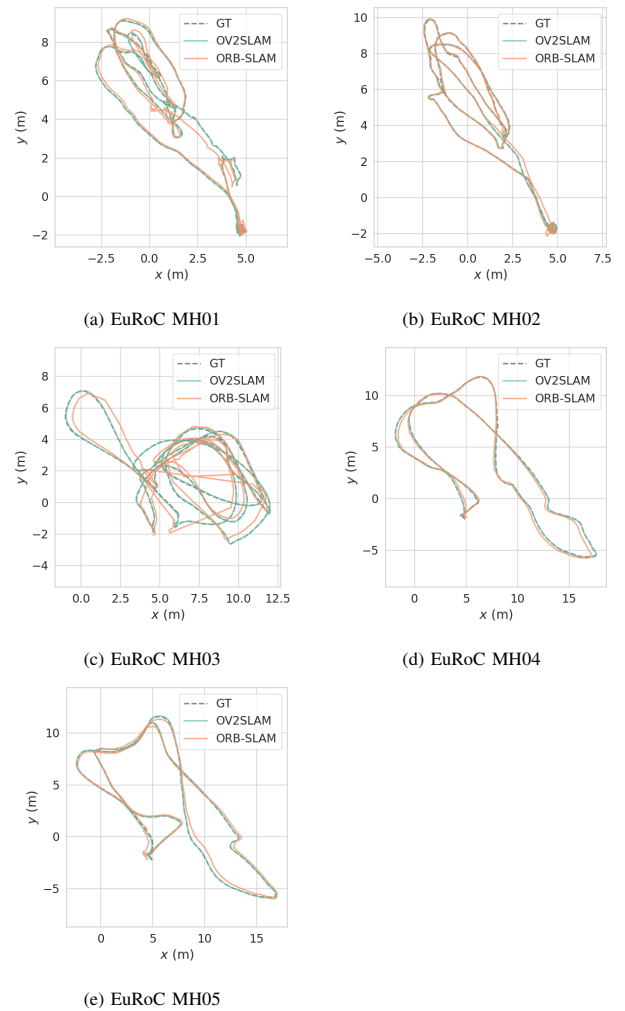 8
6
4
2
0
−2
y (m)
GT
OV2SLAM
ORB-SLAM
−2.5 0.0 2.5 5.0
x (m)
(a) EuRoC MH01
10
8
6
4
2
0
−2
y (m)
GT
OV2SLAM
ORB-SLAM
−5.0 −2.5 0.0 2.5 5.0 7.5
x (m)
(b) EuRoC MH02
8
6
4
2
0
−2
−4
y (m)
GT
OV2SLAM
ORB-SLAM
0.0 2.5 5.0 7.5 10.0 12.5
x (m)
(c) EuRoC MH03
10
5
0
−5
y (m)
GT
OV2SLAM
ORB-SLAM
0 5 10 15
x (m)
(d) EuRoC MH04
10
5
0
−5
y (m)
GT
OV2SLAM
ORB-SLAM
0 5 10 15
x (m)
(e) EuRoC MH05